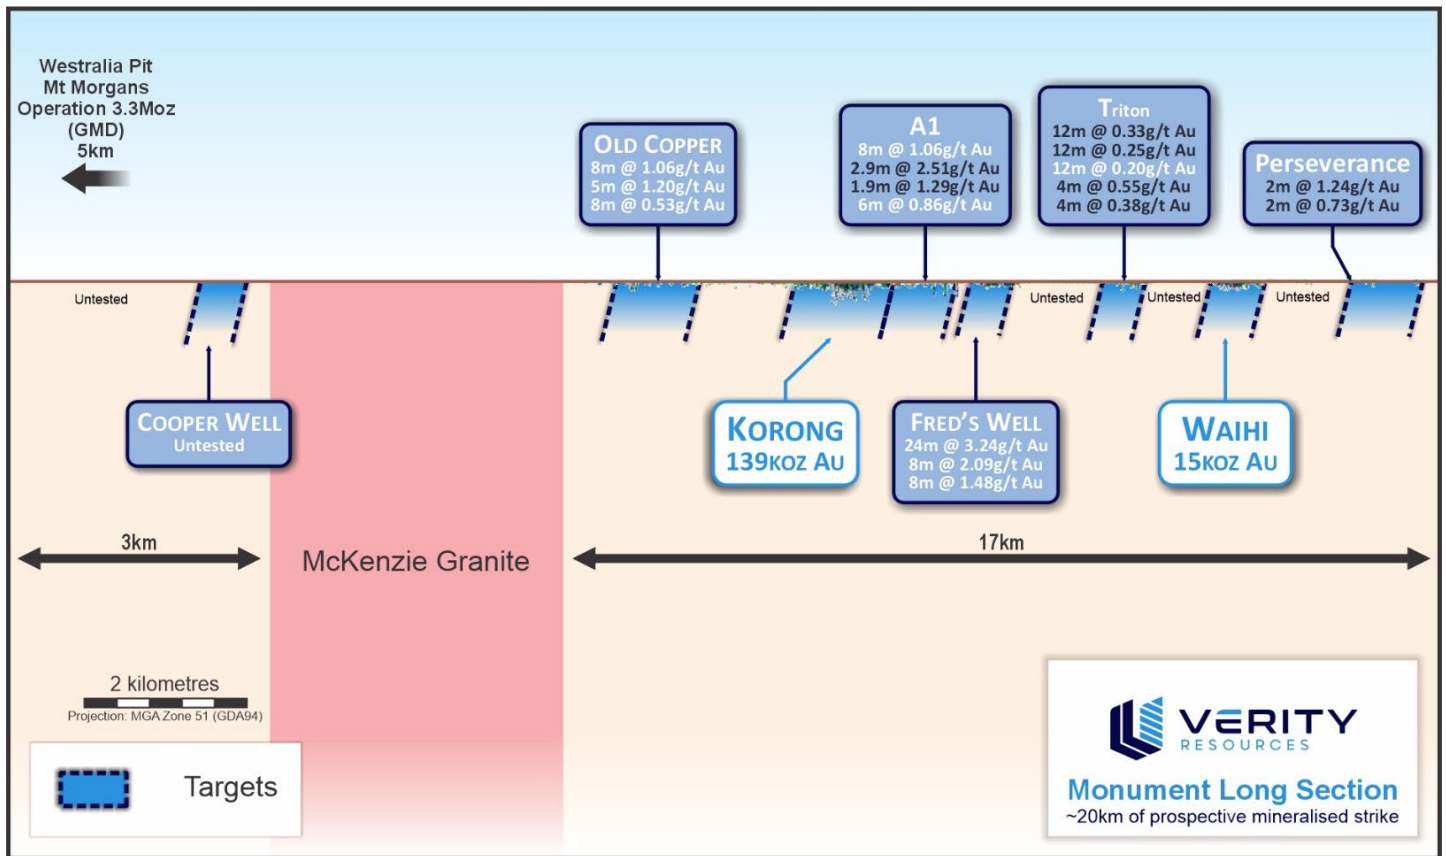 Westralia Pit
Mt Morgans
Operation 3.3Moz
(GMD)
5km
OLD COPPER
8m @ 1.06g/t Au
5m @ 1.20g/t Au
8m @ 0.53g/t Au
A1
8m @ 1.06g/t Au
2.9m @ 2.51g/t Au
1.9m @ 1.29g/t Au
6m @ 0.86g/t Au
Triton
12m @ 0.33g/t Au
12m @ 0.25g/t Au
12m @ 0.20g/t Au
4m @ 0.55g/t Au
4m @ 0.38g/t Au
Perseverance
2m @ 1.24g/t Au
2m @ 0.73g/t Au
Untested
Untested
Untested
Untested
COOPER WELL
Untested
KORONG
139KOZ AU
FRED'S WELL
24m @ 3.24g/t Au
8m @ 2.09g/t Au
8m @ 1.48g/t Au
WAIHI
15KOZ AU
3km
McKenzie Granite
17km
2 kilometres
Projection: MGA Zone 51 (GDA94)
Targets
VERITY
RESOURCES
Monument Long Section
~20km of prospective mineralised strike